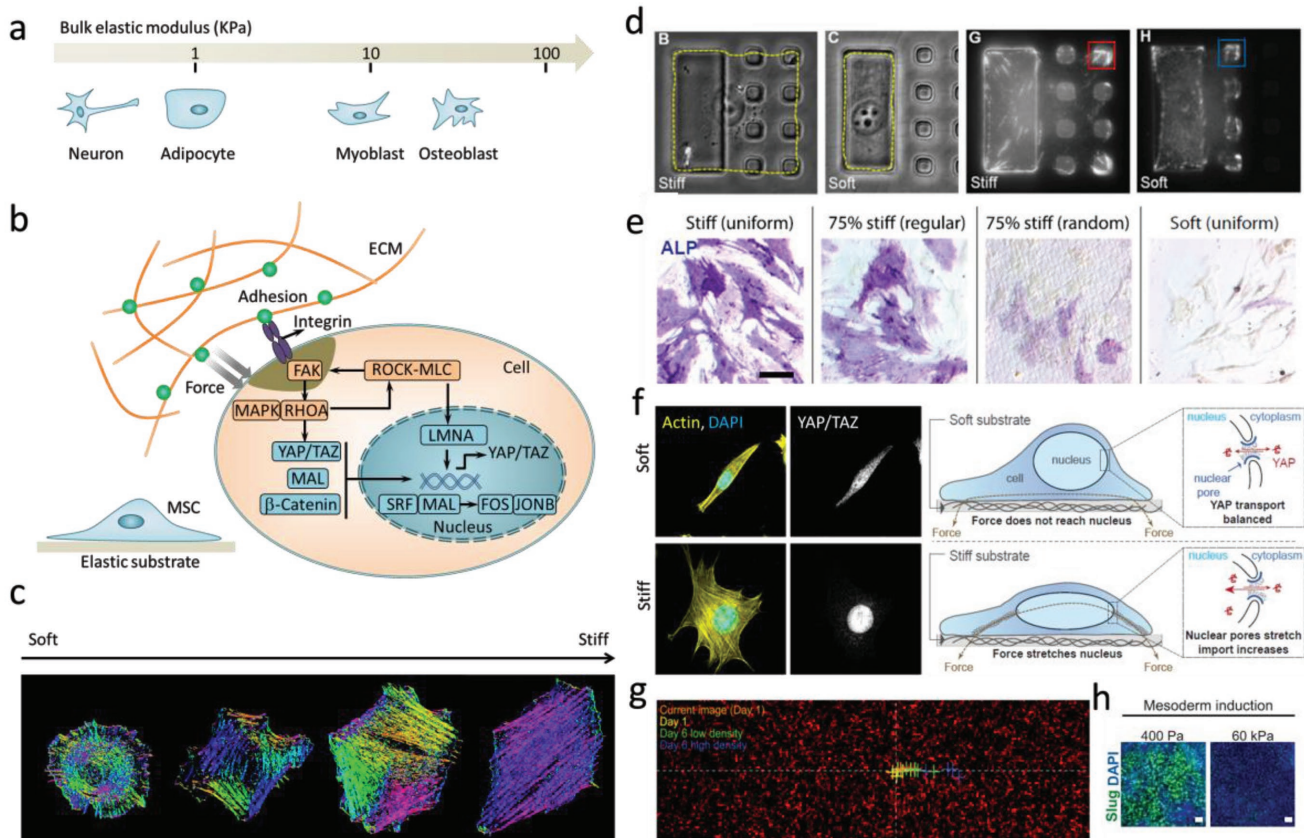 a
Bulk elastic modulus (KPa)
1
10
100
Neuron
Adipocyte
Myoblast
Osteoblast
b
ECM
Adhesion
Integrin
Force
Cell
FAK
ROCK-MLC
MAPK
RHOA
YAP/TAZ
MAL
β-Catenin
LMNA
YAP/TAZ
SRF
MAL
FOS
JONB
Nucleus
MSC
Elastic substrate
c
Soft
Stiff
d
B
Stiff
C
Soft
G
Stiff
H
Soft
e
Stiff (uniform)
75% stiff (regular)
75% stiff (random)
Soft (uniform)
ALP
f
Soft
Stiff
Actin, DAPI
YAP/TAZ
Soft substrate
nucleus
cell
Force
Force does not reach nucleus
Force
nucleus
cytoplasm
YAP
nuclear
pore
YAP transport
balanced
Stiff substrate
Force
Force stretches nucleus
Force
nucleus
cytoplasm
Nuclear pores stretch
import increases
g
Current image (Day 1)
Day 1
Day 6 low density
Day 6 high density
h
Mesoderm induction
400 Pa
60 kPa
Slug DAPI